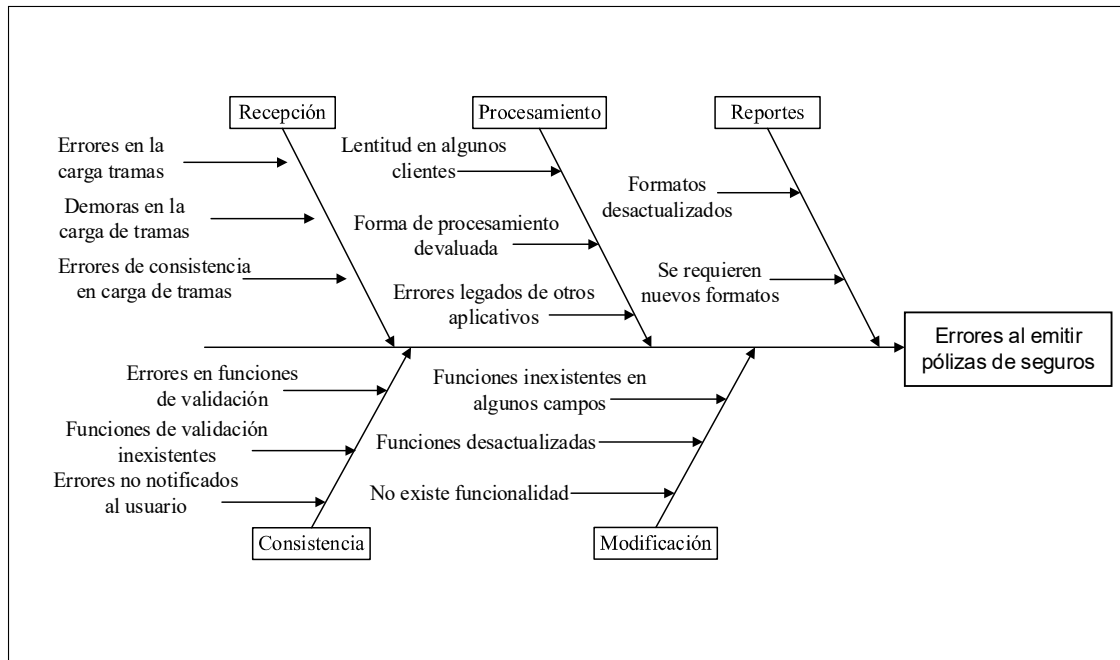 Recepción
Procesamiento
Reportes
Errores en la
carga tramas
Demoras en la
carga de tramas
Errores de consistencia
en carga de tramas
Lentitud en algunos
clientes
Forma de procesamiento
devaluada
Errores legados de otros
aplicativos
Formatos
desactualizados
Se requieren
nuevos formatos
Errores al emitir
pólizas de seguros
Errores en funciones
de validación
Funciones de validación
inexistentes
Errores no notificados
al usuario
Funciones inexistentes en
algunos campos
Funciones desactualizadas
No existe funcionalidad
Consistencia
Modificación